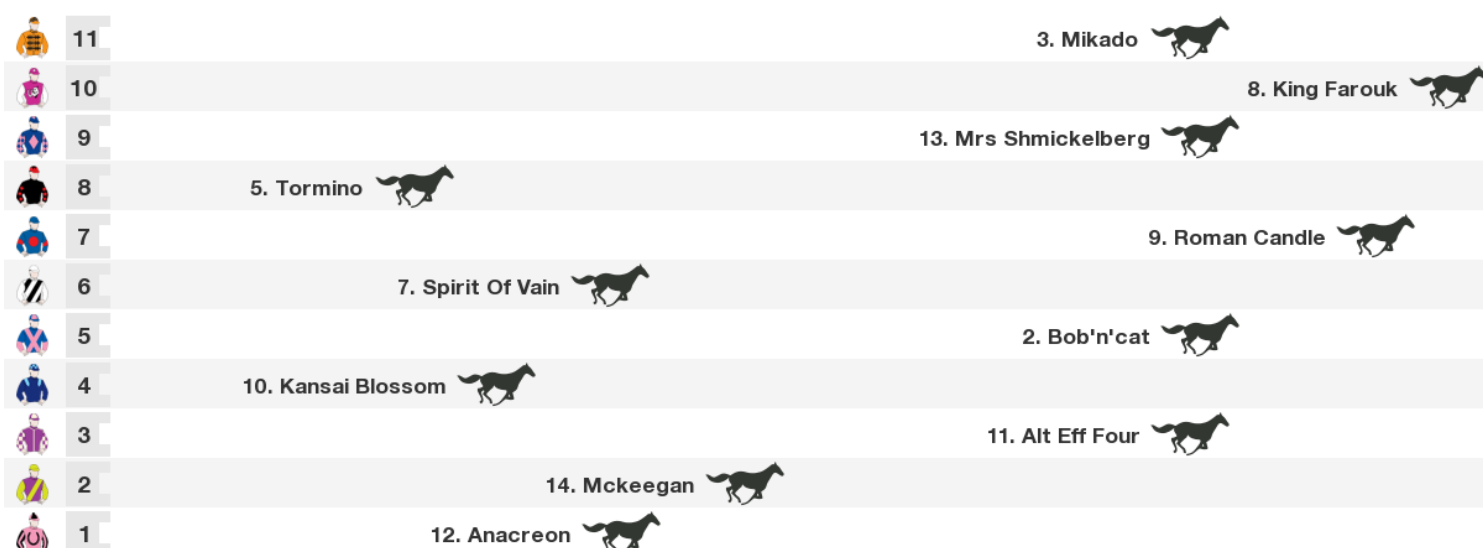 11 3. Mikado
10 8. King Farouk
9 13. Mrs Shmickelberg
8 5. Tormino
7 9. Roman Candle
6 7. Spirit Of Vain
5 2. Bob'n'cat
4 10. Kansai Blossom
3 11. Alt Eff Four
2 14. Mckeegan
1 12. Anacreon